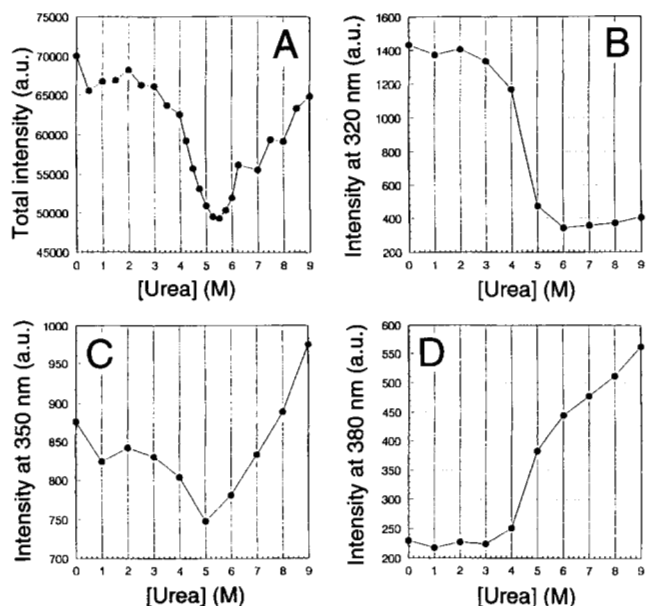 A
Total intensity (a.u.)
75000
70000
65000
60000
55000
50000
45000
0 1 2 3 4 5 6 7 8 9
[Urea] (M)
B
Intensity at 320 nm (a.u.)
1600
1400
1200
1000
800
600
400
200
0 1 2 3 4 5 6 7 8 9
[Urea] (M)
C
Intensity at 350 nm (a.u.)
1000
950
900
850
800
750
700
0 1 2 3 4 5 6 7 8 9
[Urea] (M)
D
Intensity at 380 nm (a.u.)
600
550
500
450
400
350
300
250
200
0 1 2 3 4 5 6 7 8 9
[Urea] (M)